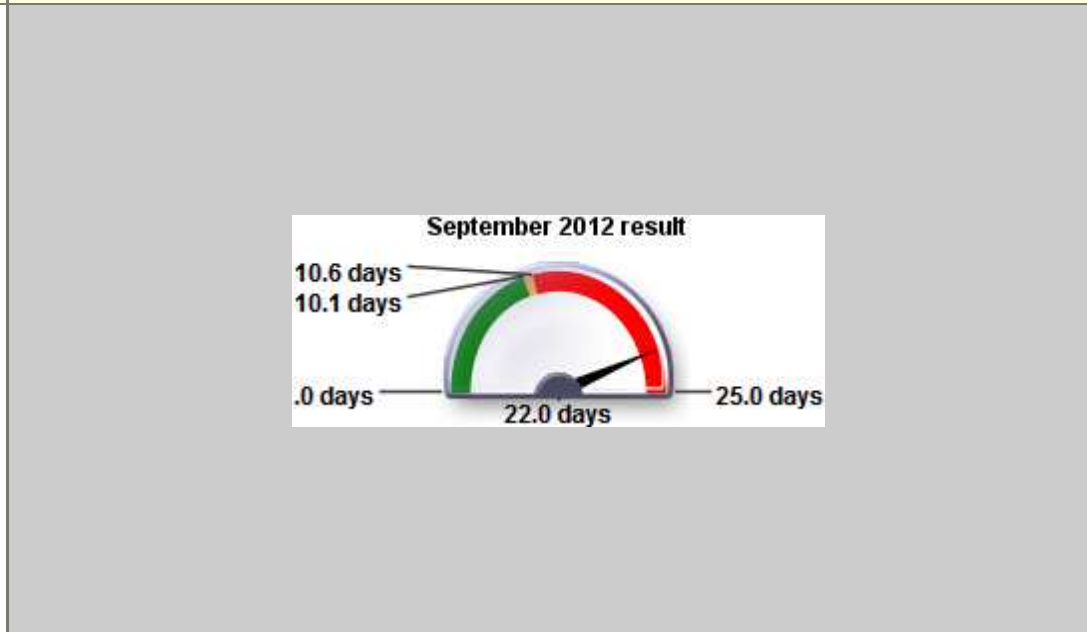 September 2012 result
10.6 days
10.1 days
.0 days
25.0 days
22.0 days